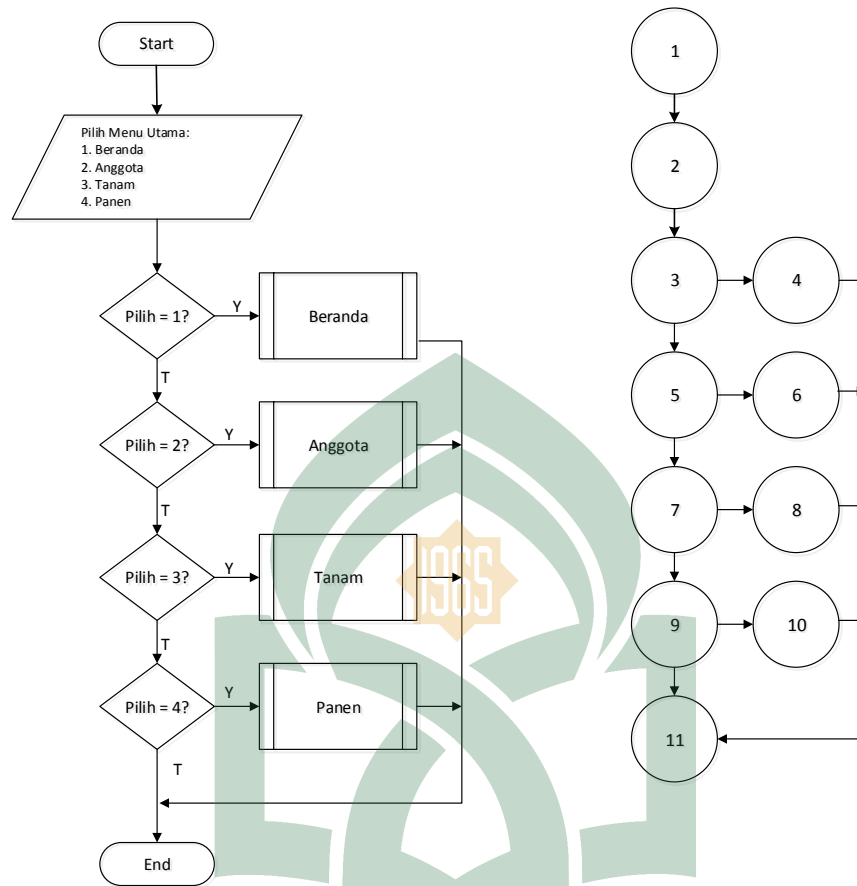 Start
Pilih Menu Utama:
1. Beranda
2. Anggota
3. Tanam
4. Panen
Pilih = 1?
Y
Beranda
T
Pilih = 2?
Y
Anggota
T
Pilih = 3?
Y
Tanam
T
Pilih = 4?
Y
Panen
T
End
1965
1
2
3
4
5
6
7
8
9
10
11